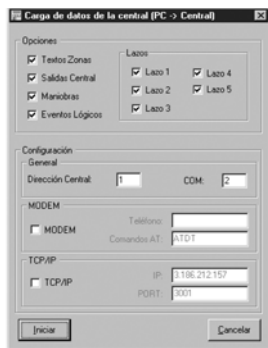 Carga de datos de la central (PC -> Central)
Opciones
Textos Zonas
Salidas Central
Maniobras
Eventos Lógicos
Lazos
Lazo 1
Lazo 4
Lazo 2
Lazo 5
Lazo 3
Configuración
General
Dirección Central: 1 COM: 2
MODEM
MODEM
Teléfono:
Comandos AT: ATDT
TCP/IP
TCP/IP
IP: 3.186.212.157
PORT: 3001
Iniciar Cancelar